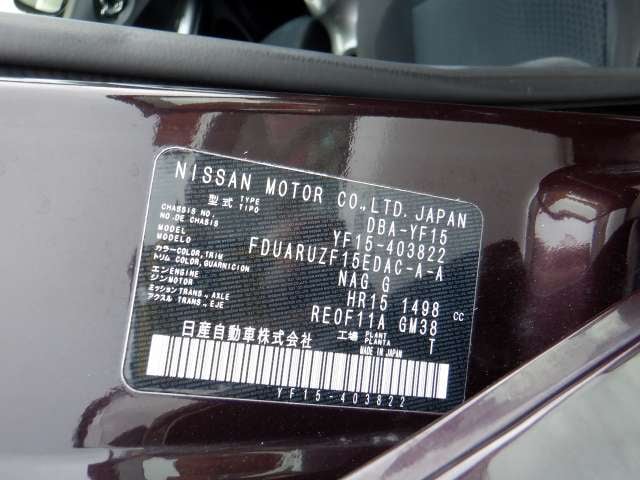 NISSAN MOTOR CO.,LTD. JAPAN
型式 TYPE TIPO DBA-YF15
CHASSIS NO. NO.DE CHASIS YF15-403822
MODEL MODELO FDUARUZF15EDAC-A-A
カラー COLOR,TRIM トリム COLOR,GUARNICION NAG G
エンジン ENGINE MOTOR HR15 1498 cc
ミッション TRANS., AXLE アクスル TRANS., EJE RE0F11A GM38
工場 PLANT PLANTA T
日産自動車株式会社 MADE IN JAPAN
YF15-403822